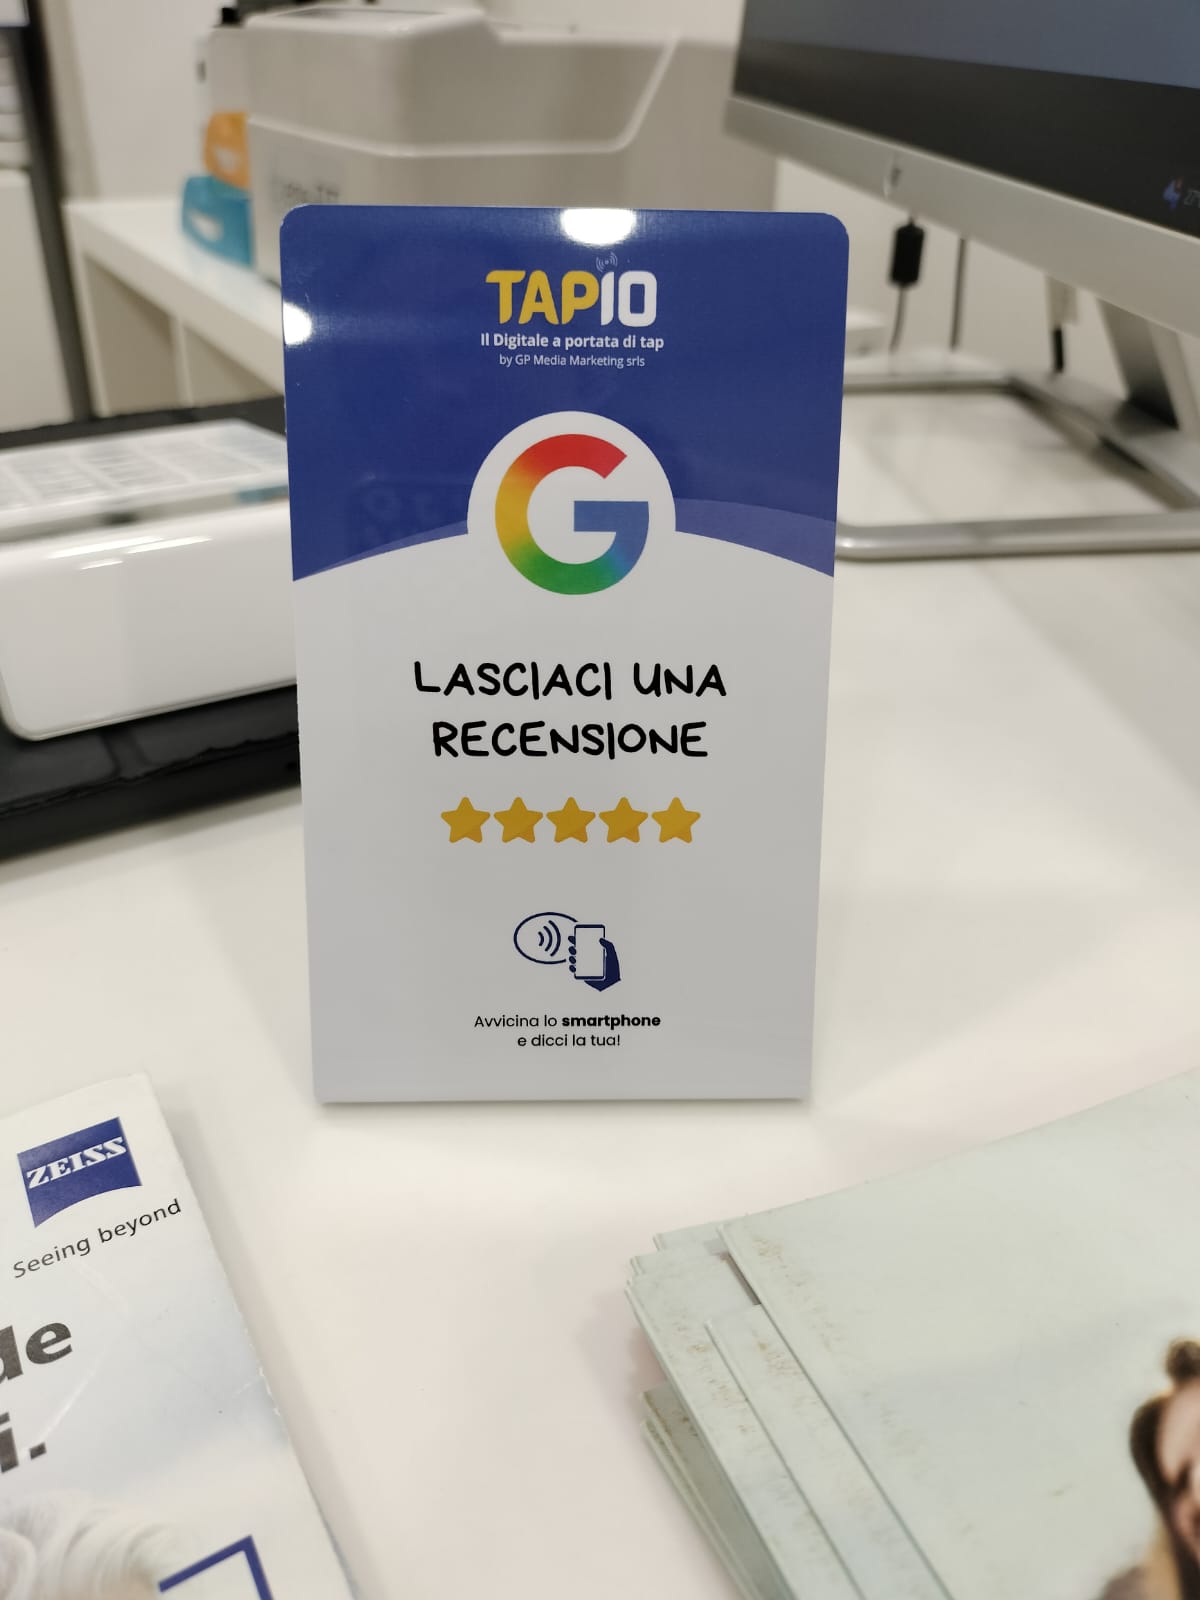 TAPIO
Il Digitale a portata di tap
by GP Media Marketing srls
G
LASCIACI UNA
RECENSIONE
Avvicina lo smartphone
e dicci la tua!
ZEISS
Seeing beyond
de
i.